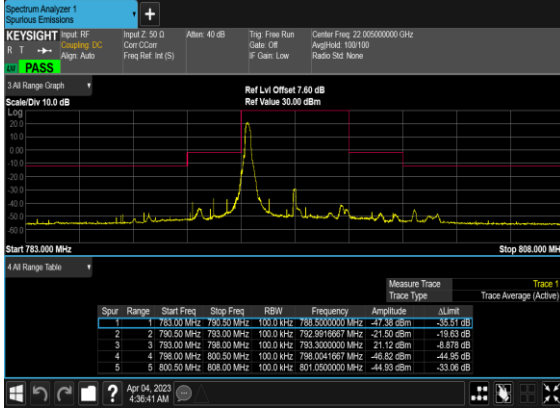 Spectrum Analyzer 1
Spurious Emissions
+
KEYSIGHT Input: RF Input Z: 50 Ω Atten: 40 dB Trig: Free Run Center Freq: 22.005000000 GHz
R T Coupling: DC Corr CCorr Gate: Off Avg|Hold: 100/100
Align: Auto Freq Ref: Int (S) IF Gain: Low Radio Std: None
PASS
3 All Range Graph
Ref Lvl Offset 7.60 dB
Scale/Div 10.0 dB Ref Value 30.00 dBm
Log
20.0
10.0
0.00
-10.0
-20.0
-30.0
-40.0
-50.0
-60.0
Start 783.000 MHz Stop 808.000 MH
4 All Range Table
Measure Trace Trace 1
Trace Type Trace Average (Active)
Spur Range Start Freq Stop Freq RBW Frequency Amplitude ΔLimit
1 1 783.00 MHz 790.50 MHz 100.0 kHz 788.5000000 MHz -47.38 dBm -35.51 dB
2 2 790.50 MHz 793.00 MHz 100.0 kHz 792.9916667 MHz -21.50 dBm -19.63 dB
3 3 793.00 MHz 798.00 MHz 100.0 kHz 793.3000000 MHz 21.12 dBm -8.878 dB
4 4 798.00 MHz 800.50 MHz 100.0 kHz 798.0041667 MHz -46.82 dBm -44.95 dB
5 5 800.50 MHz 808.00 MHz 100.0 kHz 801.0500000 MHz -44.93 dBm -33.06 dB
? Apr 04, 2023
4:36:41 AM